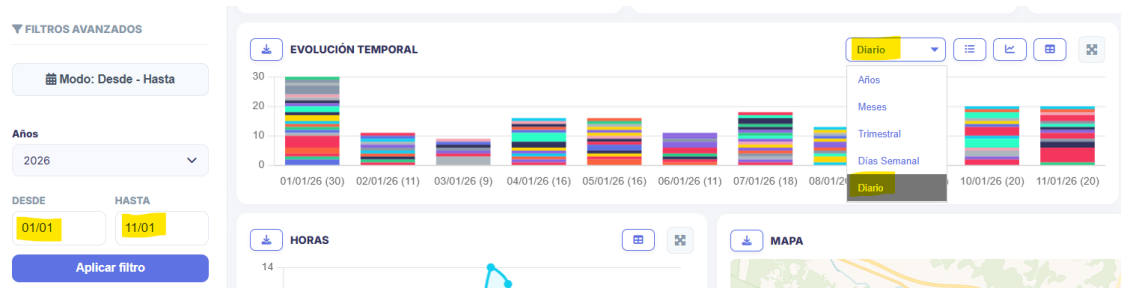 FILTROS AVANZADOS
Modo: Desde - Hasta
Años
2026
DESDE HASTA
01/01 11/01
Aplicar filtro
EVOLUCIÓN TEMPORAL
Diario
Años
Meses
Trimestral
Días Semanal
Diario
30
20
10
0
01/01/26 (30) 02/01/26 (11) 03/01/26 (9) 04/01/26 (16) 05/01/26 (16) 06/01/26 (11) 07/01/26 (18) 08/01/2 ) 10/01/26 (20) 11/01/26 (20)
HORAS
14
MAPA